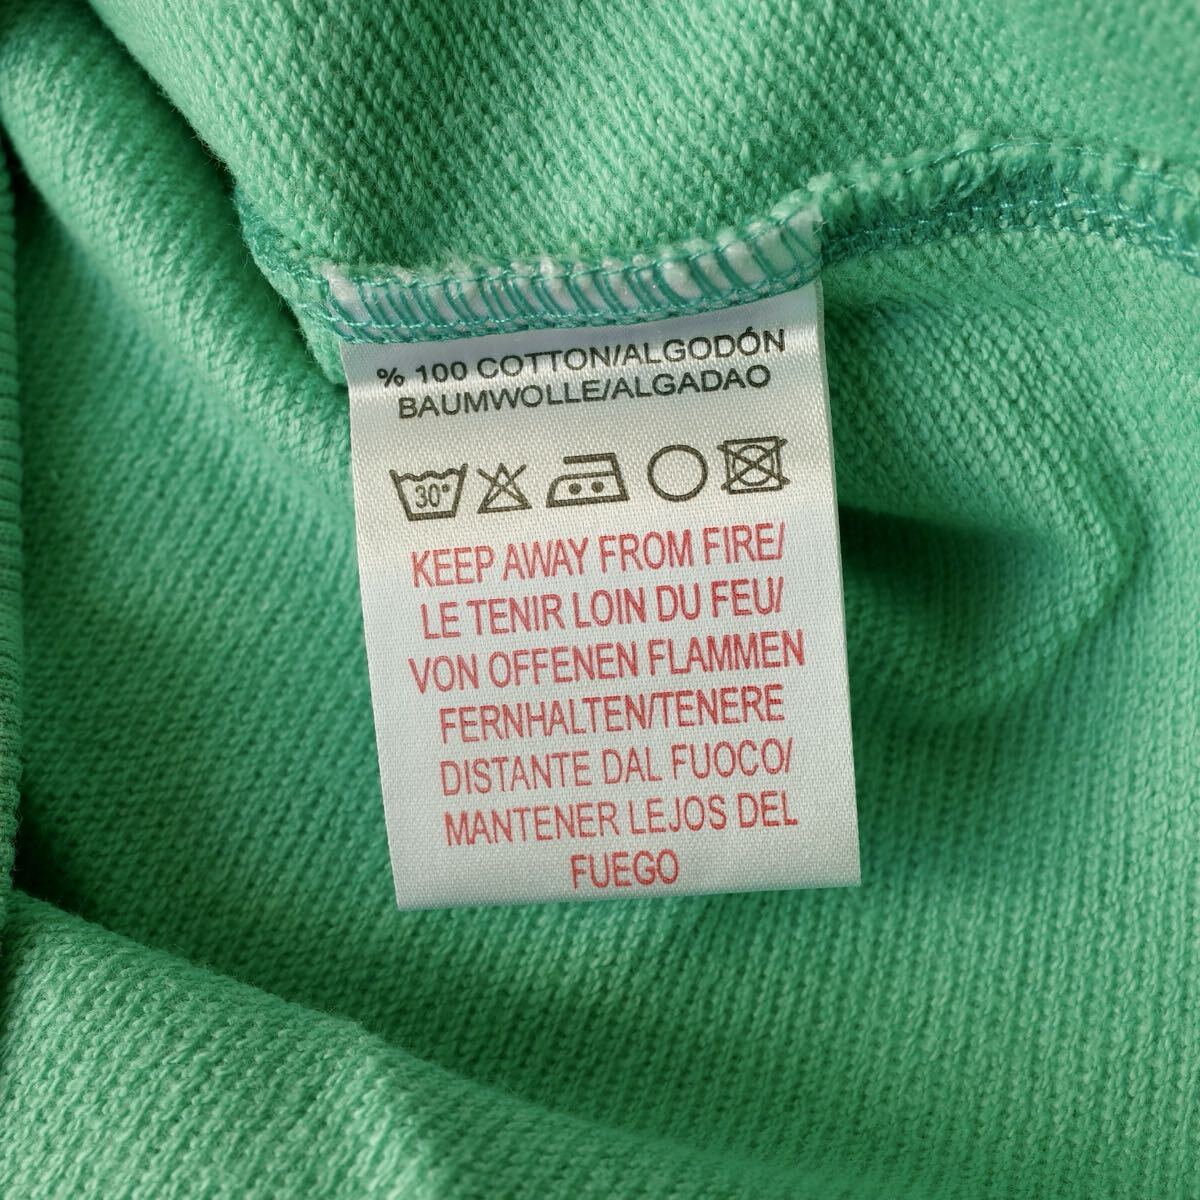 % 100 COTTON/ALGODÓN
BAUMWOLLE/ALGADAO
30°
KEEP AWAY FROM FIRE/
LE TENIR LOIN DU FEU/
VON OFFENEN FLAMMEN
FERNHALTEN/TENERE
DISTANTE DAL FUOCO/
MANTENER LEJOS DEL
FUEGO